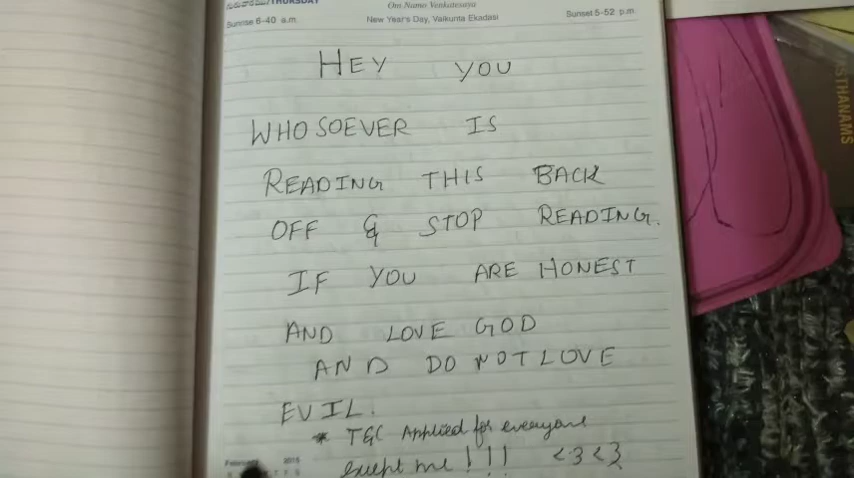 THURSDAY
Om Namo Venkatesaya
Sunrise 6-40 a.m.
New Year's Day, Vaikunta Ekadasi
Sunset 5-52 p.m.
HEY YOU
WHOSOEVER IS
READING THIS BACK
OFF & STOP READING.
IF YOU ARE HONEST
AND LOVE GOD
AND DO NOT LOVE
EVIL.
* T&C Applied for everyone
except me !!! <3 <3
February 2015
T F S
STHANAMS